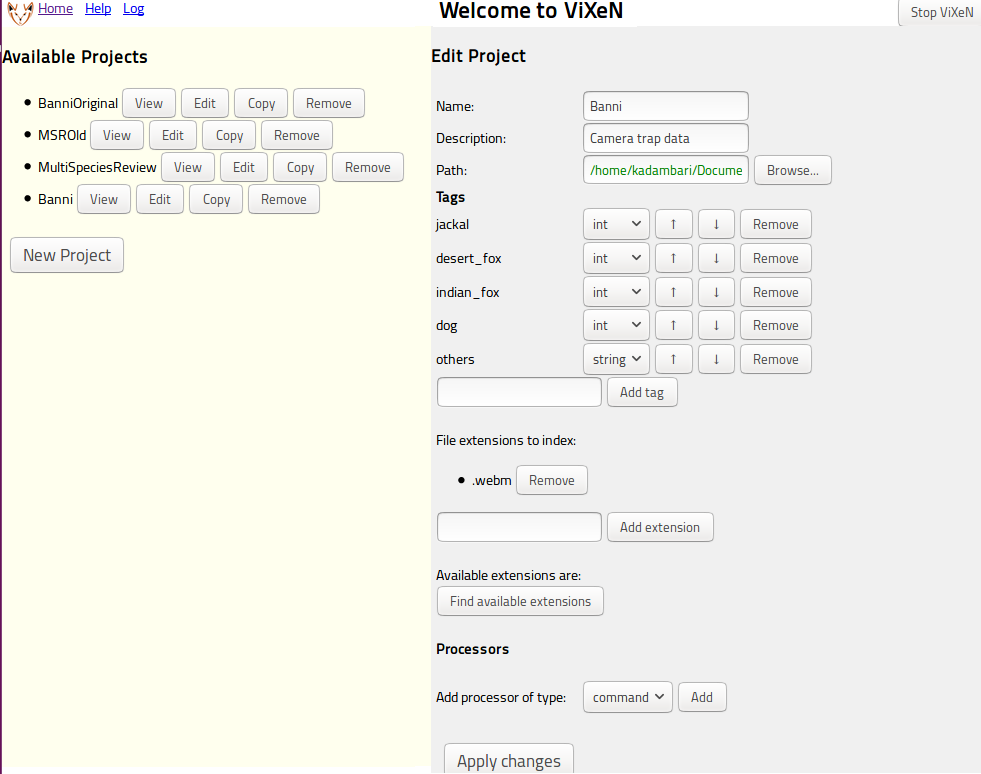 Home Help Log
Welcome to ViXeN
Stop ViXeN
Available Projects
BanniOriginal View Edit Copy Remove
MSROld View Edit Copy Remove
MultiSpeciesReview View Edit Copy Remove
Banni View Edit Copy Remove
New Project
Edit Project
Name: Banni
Description: Camera trap data
Path: /home/kadambari/Docume Browse...
Tags
jackal int ↑ ↓ Remove
desert_fox int ↑ ↓ Remove
indian_fox int ↑ ↓ Remove
dog int ↑ ↓ Remove
others string ↑ ↓ Remove
Add tag
File extensions to index:
.webm Remove
Add extension
Available extensions are:
Find available extensions
Processors
Add processor of type: command Add
Apply changes